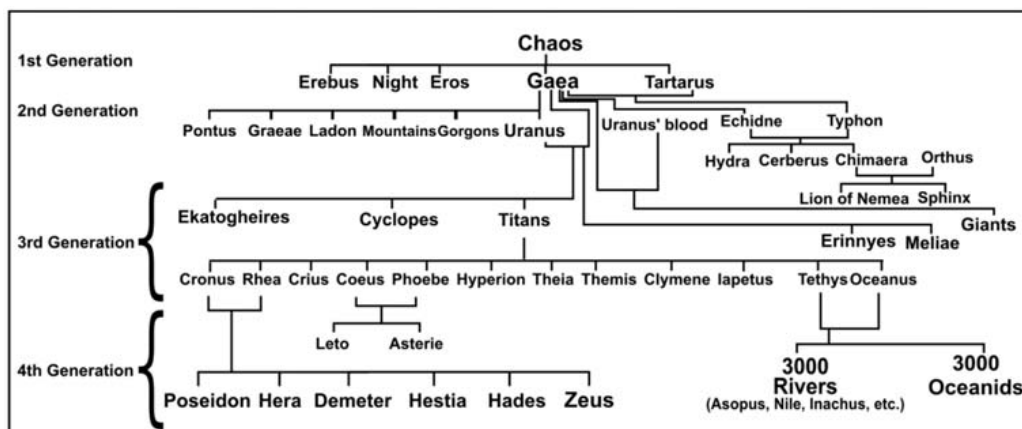 Chaos
1st Generation
Erebus Night Eros Gaea Tartarus
2nd Generation
Pontus Graeae Ladon Mountains Gorgons Uranus Uranus' blood Echidne Typhon
Hydra Cerberus Chimaera Orthus
Lion of Nemea Sphinx
Ekatogheires Cyclopes Titans Giants
3rd Generation
Erinnyes Meliae
Cronus Rhea Crius Coeus Phoebe Hyperion Theia Themis Clymene Iapetus Tethys Oceanus
Leto Asterie
4th Generation
3000 3000
Rivers Oceanids
(Asopus, Nile, Inachus, etc.)
Poseidon Hera Demeter Hestia Hades Zeus